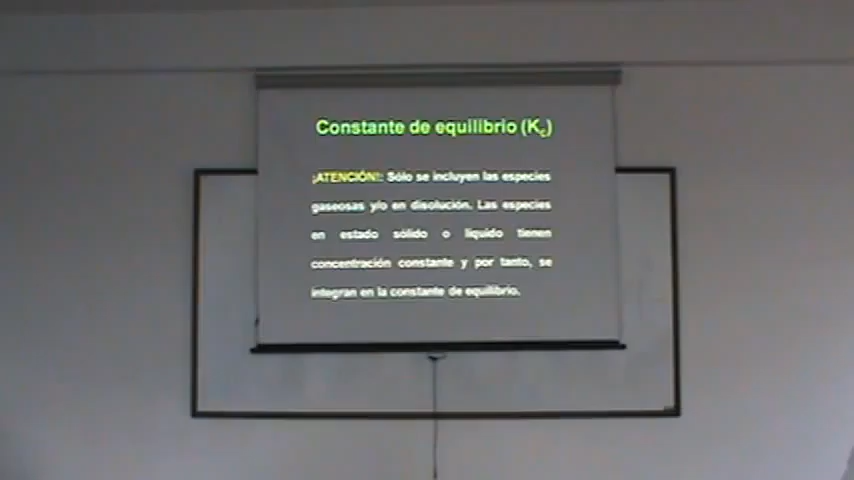 Constante de equilibrio (Kc)
¡ATENCIÓN!: Sólo se incluyen las especies
gaseosas y/o en disolución. Las especies
en estado sólido o líquido tienen
concentración constante y por tanto, se
integran en la constante de equilibrio.